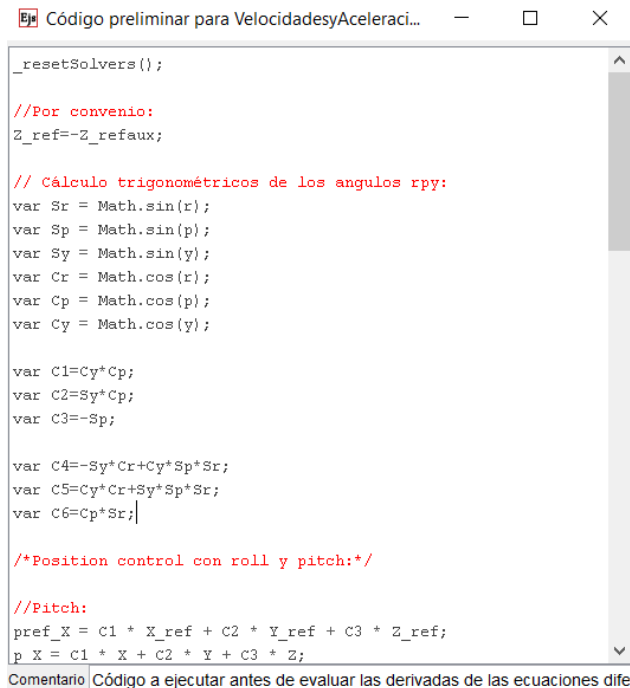 Ejs Código preliminar para VelocidadesyAceleraci...
_resetSolvers();
//Por convenio:
Z_ref=-Z_refaux;
// Cálculo trigonométricos de los angulos rpy:
var Sr = Math.sin(r);
var Sp = Math.sin(p);
var Sy = Math.sin(y);
var Cr = Math.cos(r);
var Cp = Math.cos(p);
var Cy = Math.cos(y);
var C1=Cy*Cp;
var C2=Sy*Cp;
var C3=-Sp;
var C4=-Sy*Cr+Cy*Sp*Sr;
var C5=Cy*Cr+Sy*Sp*Sr;
var C6=Cp*Sr;
/*Position control con roll y pitch:*/
//Pitch:
pref_X = C1 * X_ref + C2 * Y_ref + C3 * Z_ref;
p_X = C1 * X + C2 * Y + C3 * Z;
Comentario Código a ejecutar antes de evaluar las derivadas de las ecuaciones dife